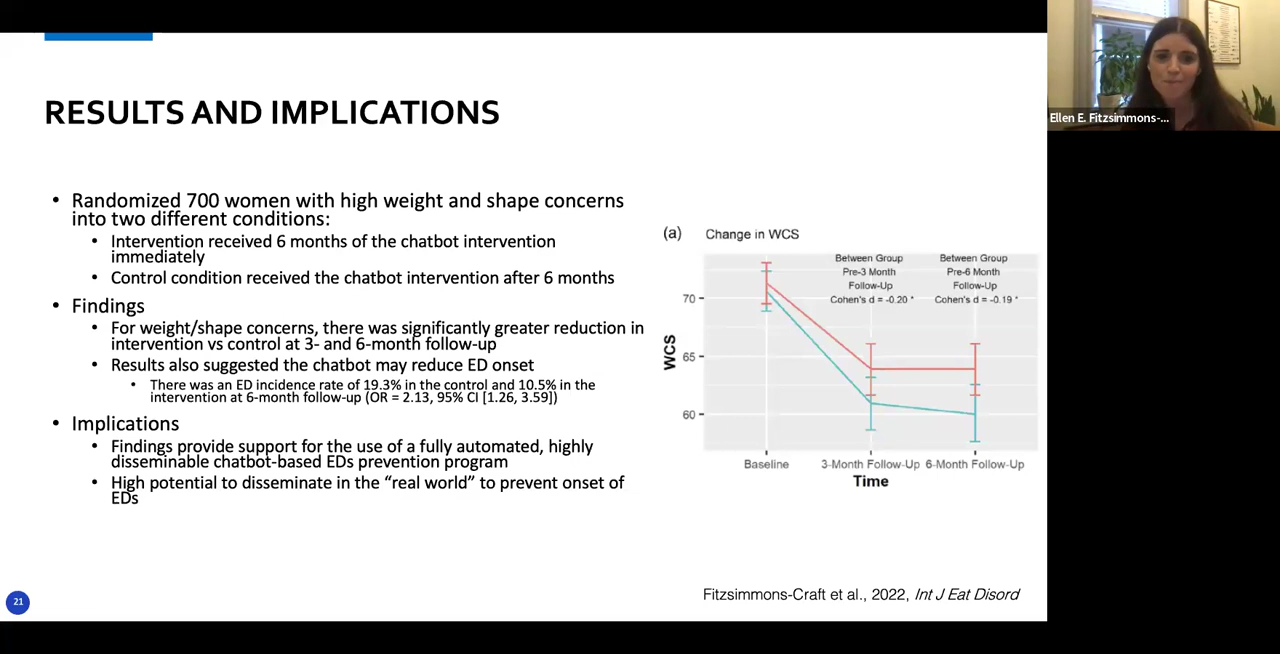 Ellen E. Fitzsimmons-...
RESULTS AND IMPLICATIONS
• Randomized 700 women with high weight and shape concerns
into two different conditions:
• Intervention received 6 months of the chatbot intervention
immediately
• Control condition received the chatbot intervention after 6 months
• Findings
• For weight/shape concerns, there was significantly greater reduction in
intervention vs control at 3- and 6-month follow-up
• Results also suggested the chatbot may reduce ED onset
• There was an ED incidence rate of 19.3% in the control and 10.5% in the
intervention at 6-month follow-up (OR = 2.13, 95% CI [1.26, 3.59])
• Implications
• Findings provide support for the use of a fully automated, highly
disseminable chatbot-based EDs prevention program
• High potential to disseminate in the “real world” to prevent onset of
EDs
(a) Change in WCS
Between Group
Pre-3 Month
Follow-Up
Cohen's d = -0.20 *
Between Group
Pre-6 Month
Follow-Up
Cohen's d = -0.19 *
WCS
70
65
60
Baseline 3-Month Follow-Up 6-Month Follow-Up
Time
Fitzsimmons-Craft et al., 2022, Int J Eat Disord
21